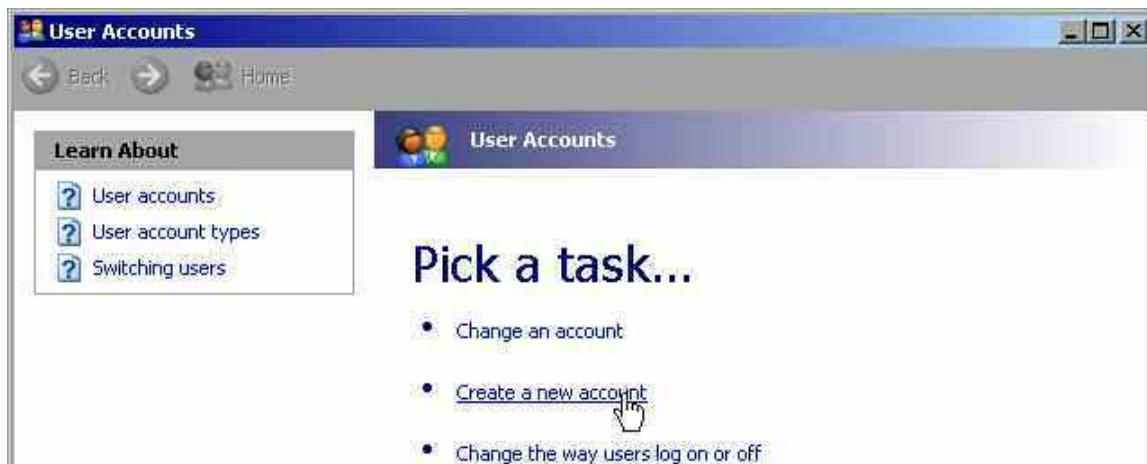 User Accounts
Back Home
Learn About
User accounts
User account types
Switching users
User Accounts
Pick a task...
Change an account
Create a new account
Change the way users log on or off